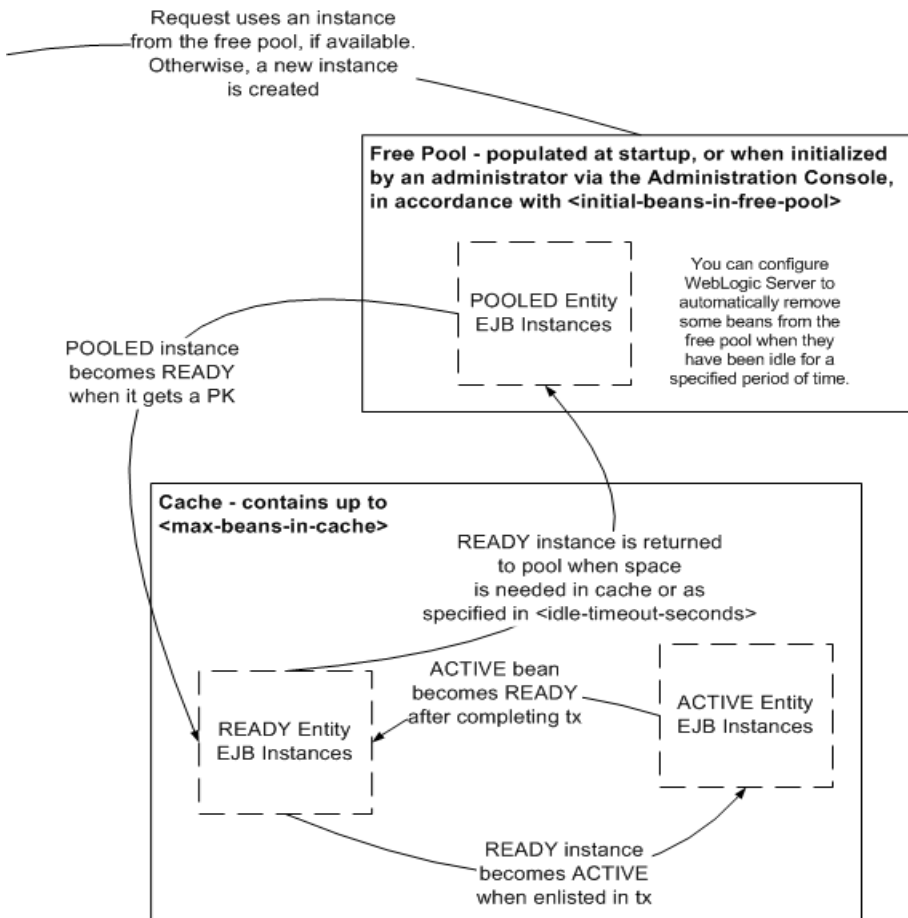 Request uses an instance
from the free pool, if available.
Otherwise, a new instance
is created
Free Pool - populated at startup, or when initialized
by an administrator via the Administration Console,
in accordance with <initial-beans-in-free-pool>
POOLED Entity
EJB Instances
You can configure
WebLogic Server to
automatically remove
some beans from the
free pool when they
have been idle for a
specified period of time.
POOLED instance
becomes READY
when it gets a PK
Cache - contains up to
<max-beans-in-cache>
READY instance is returned
to pool when space
is needed in cache or as
specified in <idle-timeout-seconds>
ACTIVE bean
becomes READY
after completing tx
READY Entity
EJB Instances
ACTIVE Entity
EJB Instances
READY instance
becomes ACTIVE
when enlisted in tx